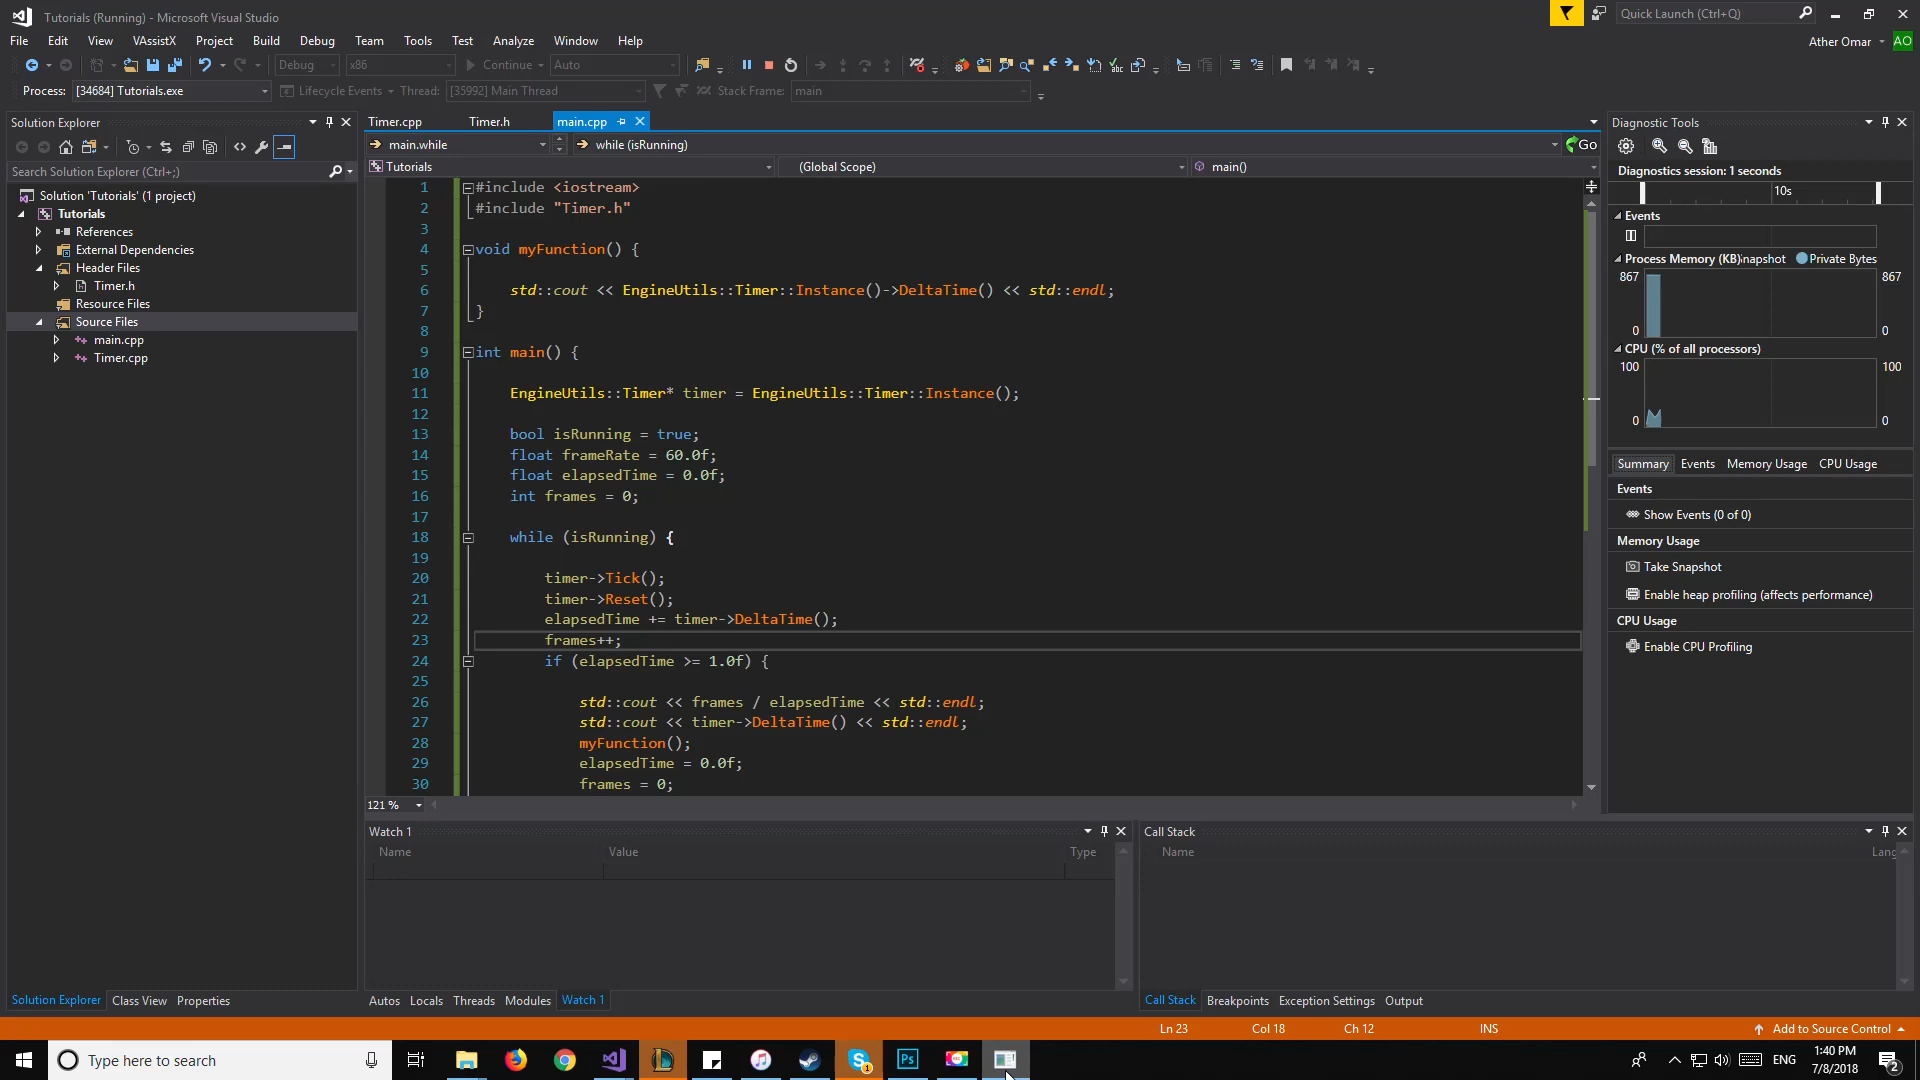 Tutorials (Running) - Microsoft Visual Studio
Quick Launch (Ctrl+Q)
File Edit View VAssistX Project Build Debug Team Tools Test Analyze Window Help
Ather Omar AO
Debug x86 Continue Auto
Process: [34684] Tutorials.exe Lifecycle Events Thread: [35992] Main Thread Stack Frame: main
Solution Explorer
Search Solution Explorer (Ctrl+;)
Solution 'Tutorials' (1 project)
Tutorials
References
External Dependencies
Header Files
Timer.h
Resource Files
Source Files
main.cpp
Timer.cpp
Timer.cpp Timer.h main.cpp
main.while while (isRunning) Go
Tutorials (Global Scope) main()
1 #include <iostream>
2 #include "Timer.h"
3
4 void myFunction() {
5
6 std::cout << EngineUtils::Timer::Instance()->DeltaTime() << std::endl;
7 }
8
9 int main() {
10
11 EngineUtils::Timer* timer = EngineUtils::Timer::Instance();
12
13 bool isRunning = true;
14 float frameRate = 60.0f;
15 float elapsedTime = 0.0f;
16 int frames = 0;
17
18 while (isRunning) {
19
20 timer->Tick();
21 timer->Reset();
22 elapsedTime += timer->DeltaTime();
23 frames++;
24 if (elapsedTime >= 1.0f) {
25
26 std::cout << frames / elapsedTime << std::endl;
27 std::cout << timer->DeltaTime() << std::endl;
28 myFunction();
29 elapsedTime = 0.0f;
30 frames = 0;
121 %
Diagnostic Tools
Diagnostics session: 1 seconds
10s
Events
Process Memory (KB) napshot Private Bytes
867 867
0 0
CPU (% of all processors)
100 100
0 0
Summary Events Memory Usage CPU Usage
Events
Show Events (0 of 0)
Memory Usage
Take Snapshot
Enable heap profiling (affects performance)
CPU Usage
Enable CPU Profiling
Watch 1
Name Value Type
Call Stack
Name Lang
Solution Explorer Class View Properties
Autos Locals Threads Modules Watch 1
Call Stack Breakpoints Exception Settings Output
Ln 23 Col 18 Ch 12 INS Add to Source Control
Type here to search
Ps
1
ENG
1:40 PM
7/8/2018
2